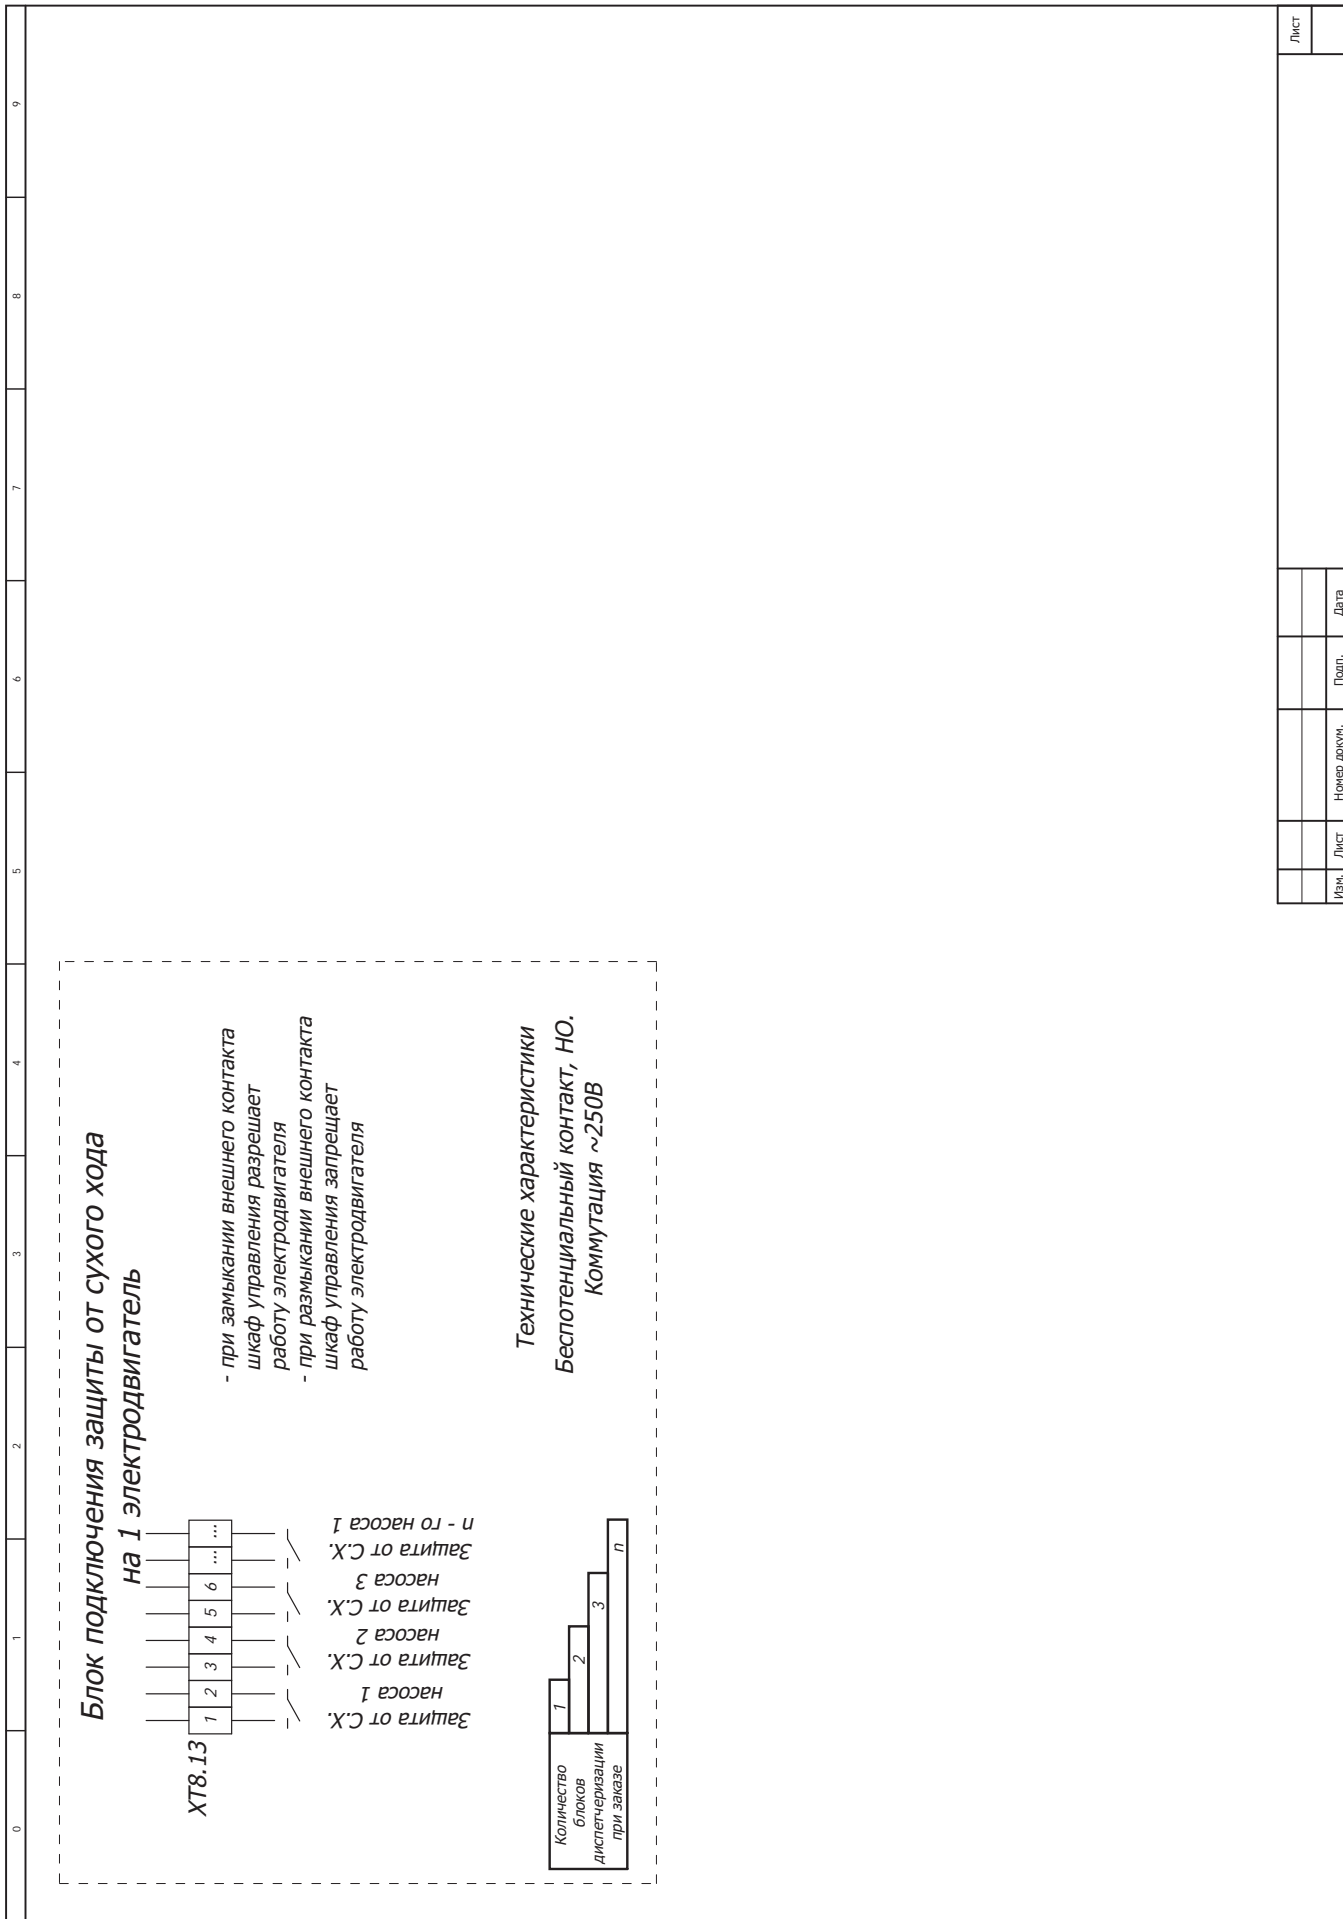 0
1
2
3
4
5
6
7
8
9
Блок подключения защиты от сухого хода
на 1 электродвигатель
XT8.13
1
2
3
4
5
6
...
...
Защита от С.Х.
насоса 1
Защита от С.Х.
насоса 2
Защита от С.Х.
насоса 3
Защита от С.Х.
n - го насоса 1
- при замыкании внешнего контакта
шкаф управления разрешает
работу электродвигателя
- при размыкании внешнего контакта
шкаф управления запрещает
работу электродвигателя
Количество
блоков
диспетчеризации
при заказе
1
2
3
n
Технические характеристики
Беспотенциальный контакт, НО.
Коммутация ~250В
Изм.
Лист
Номер докум.
Подп.
Дата
Лист